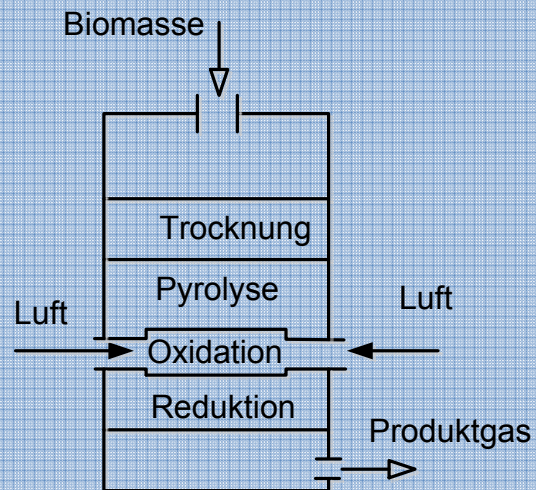 Biomasse
Trocknung
Pyrolyse
Luft
Luft
Oxidation
Reduktion
Produktgas